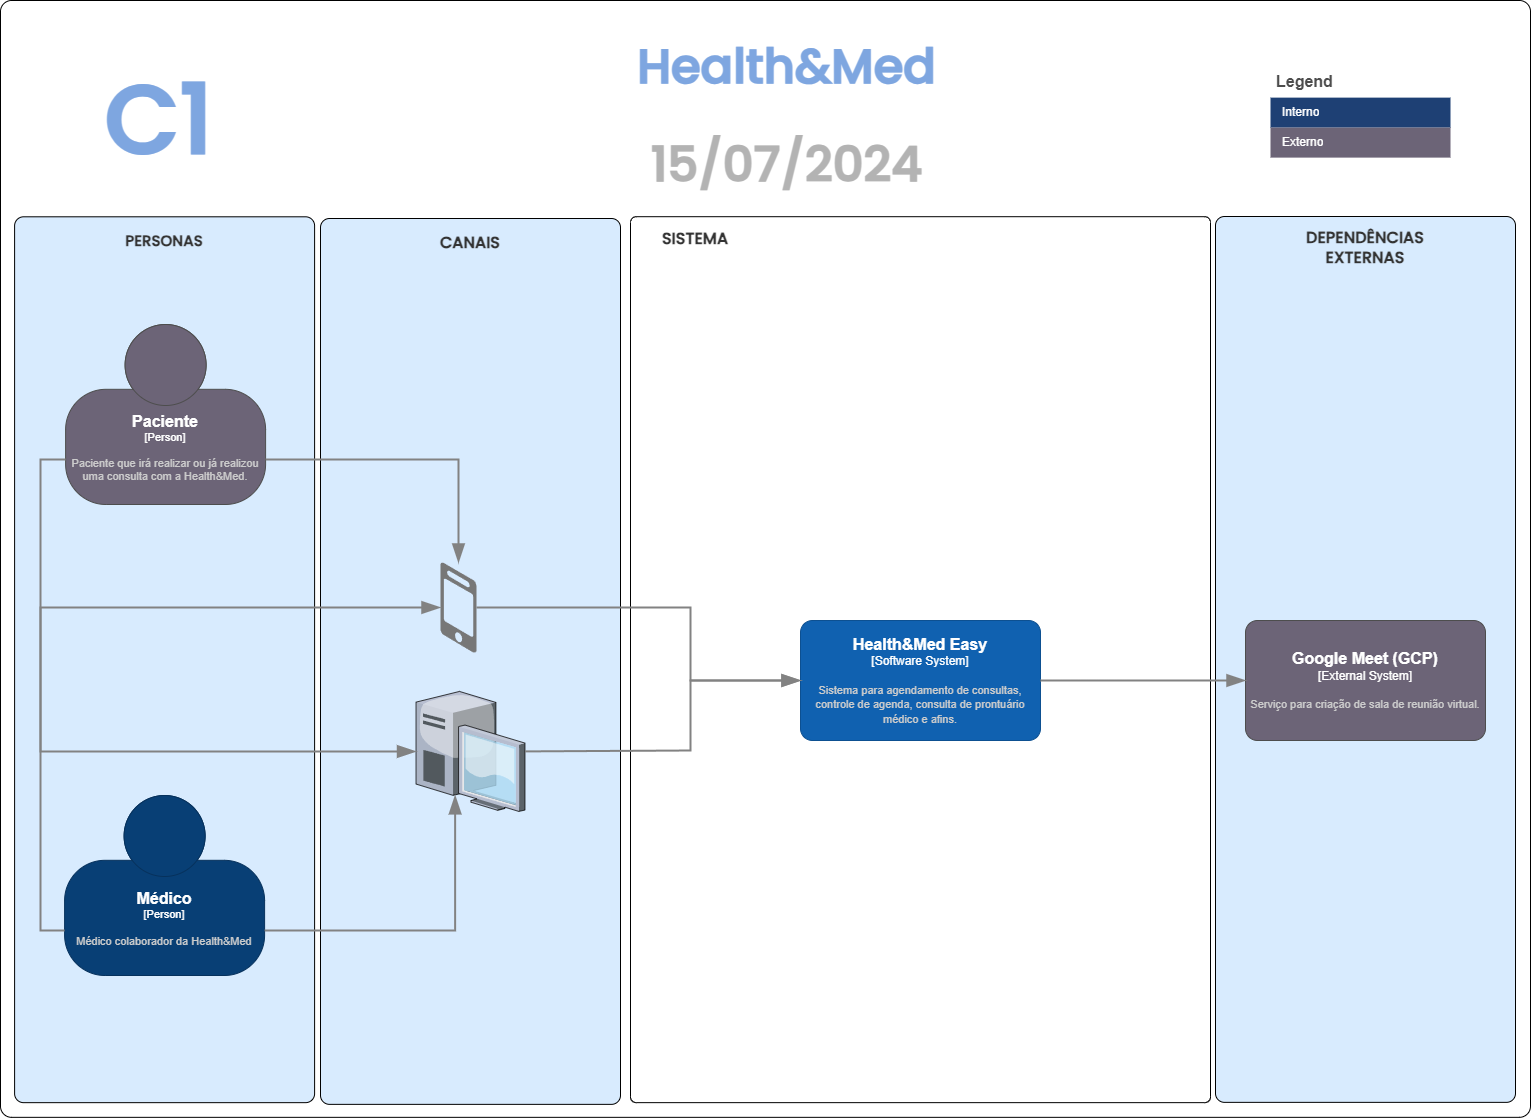 C1
Health&Med
15/07/2024
Legend
Interno
Externo
PERSONAS
CANAIS
SISTEMA
DEPENDÊNCIAS
EXTERNAS
Paciente
[Person]
Paciente que irá realizar ou já realizou
uma consulta com a Health&Med.
Health&Med Easy
[Software System]
Sistema para agendamento de consultas,
controle de agenda, consulta de prontuário
médico e afins.
Google Meet (GCP)
[External System]
Serviço para criação de sala de reunião virtual.
Médico
[Person]
Médico colaborador da Health&Med